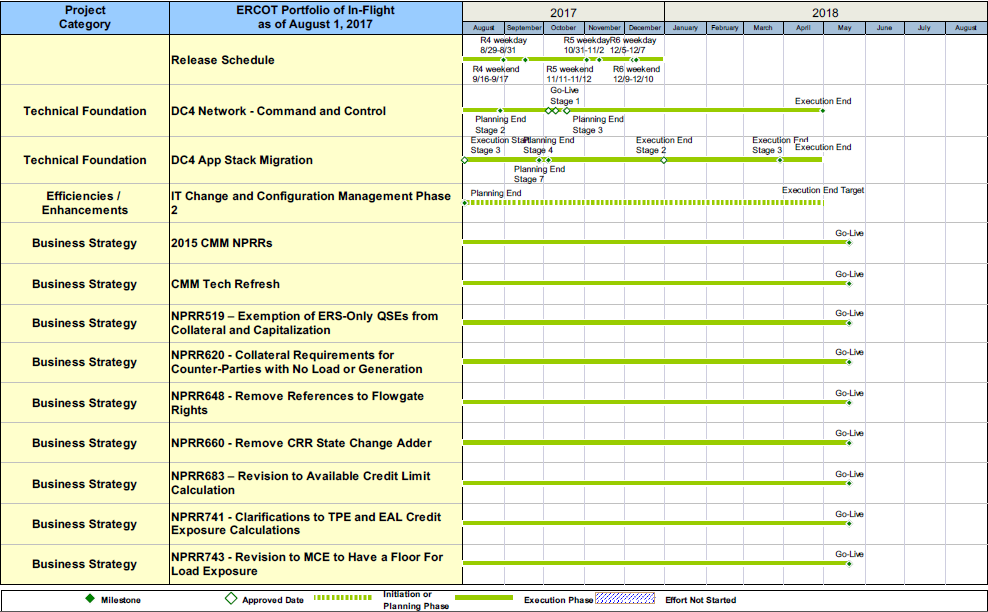 Project
Category
ERCOT Portfolio of In-Flight
as of August 1, 2017
2017
2018
August
September
October
November
December
January
February
March
April
May
June
July
August
Release Schedule
R4 weekday
8/29-8/31
R5 weekday
10/31-11/2
R6 weekday
12/5-12/7
R4 weekend
9/16-9/17
R5 weekend
11/11-11/12
R6 weekend
12/9-12/10
Technical Foundation
DC4 Network - Command and Control
Go-Live
Stage 1
Execution End
Planning End
Stage 2
Planning End
Stage 3
Technical Foundation
DC4 App Stack Migration
Execution Start
Stage 3
Planning End
Stage 4
Execution End
Stage 2
Execution End
Stage 3
Execution End
Planning End
Stage 7
Efficiencies /
Enhancements
IT Change and Configuration Management Phase
2
Planning End
Execution End Target
Business Strategy
2015 CMM NPRRs
Go-Live
Business Strategy
CMM Tech Refresh
Go-Live
Business Strategy
NPRR519 – Exemption of ERS-Only QSEs from
Collateral and Capitalization
Go-Live
Business Strategy
NPRR620 - Collateral Requirements for
Counter-Parties with No Load or Generation
Go-Live
Business Strategy
NPRR648 - Remove References to Flowgate
Rights
Go-Live
Business Strategy
NPRR660 - Remove CRR State Change Adder
Go-Live
Business Strategy
NPRR683 – Revision to Available Credit Limit
Calculation
Go-Live
Business Strategy
NPRR741 - Clarifications to TPE and EAL Credit
Exposure Calculations
Go-Live
Business Strategy
NPRR743 - Revision to MCE to Have a Floor For
Load Exposure
Go-Live
Milestone
Approved Date
Initiation or
Planning Phase
Execution Phase
Effort Not Started